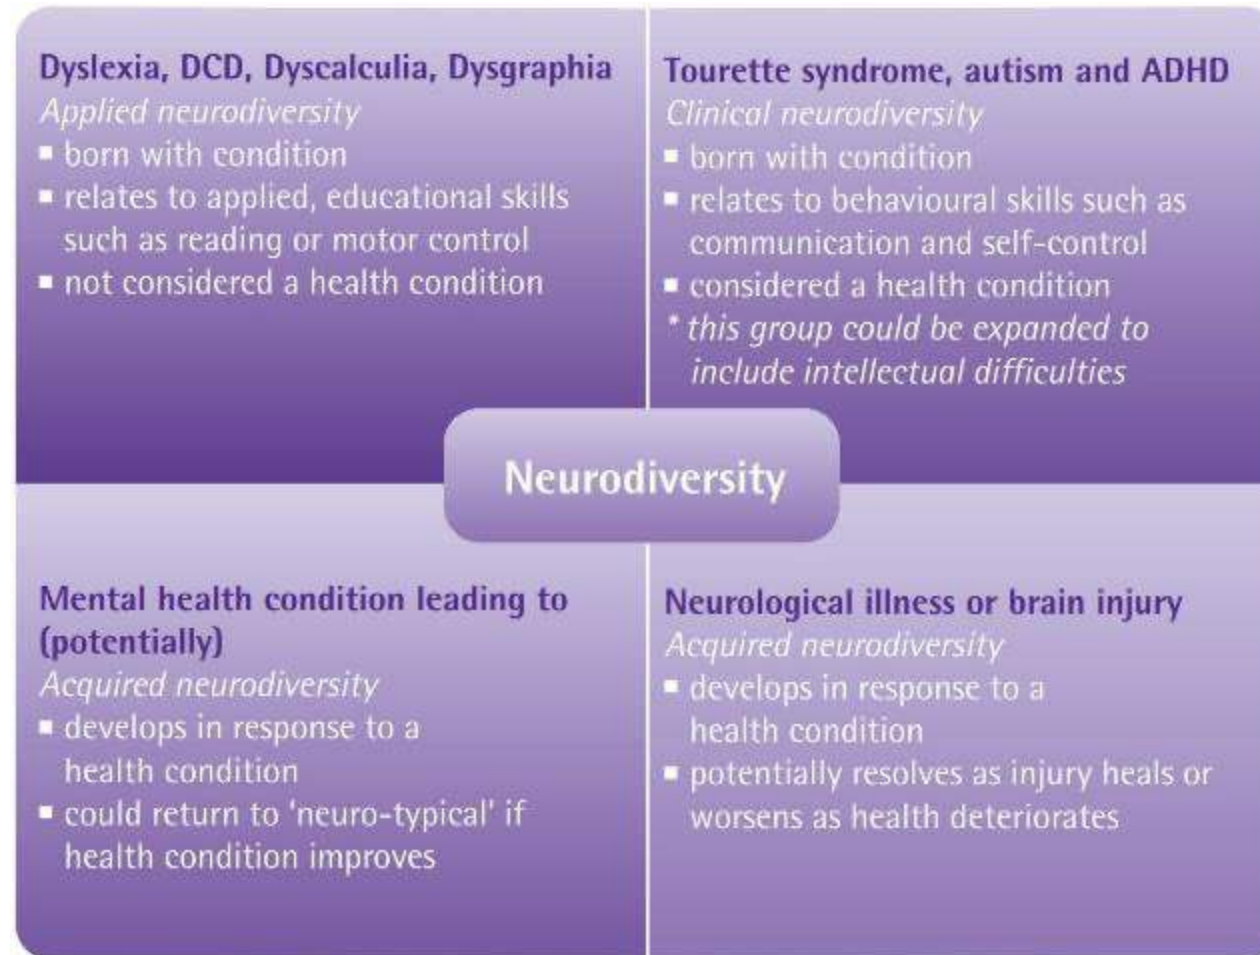 Dyslexia, DCD, Dyscalculia, Dysgraphia
Applied neurodiversity
▪ born with condition
▪ relates to applied, educational skills
such as reading or motor control
▪ not considered a health condition
Tourette syndrome, autism and ADHD
Clinical neurodiversity
▪ born with condition
▪ relates to behavioural skills such as
communication and self-control
▪ considered a health condition
* this group could be expanded to
include intellectual difficulties
Neurodiversity
Mental health condition leading to
(potentially)
Acquired neurodiversity
▪ develops in response to a
health condition
▪ could return to 'neuro-typical' if
health condition improves
Neurological illness or brain injury
Acquired neurodiversity
▪ develops in response to a
health condition
▪ potentially resolves as injury heals or
worsens as health deteriorates